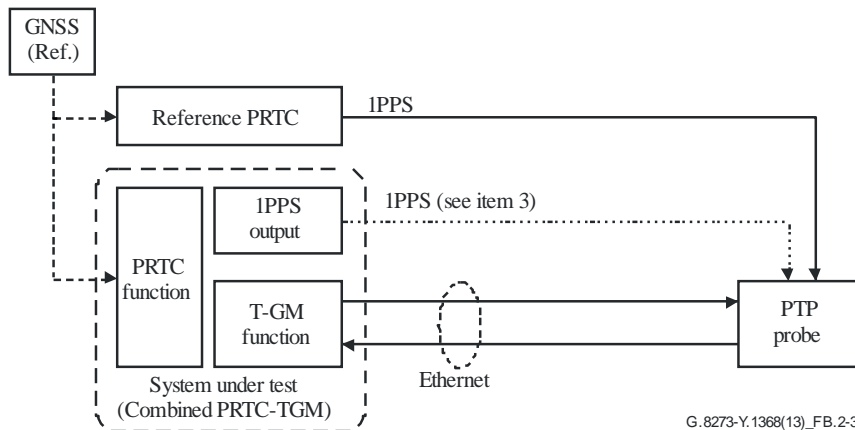 GNSS
(Ref.)
Reference PRTC
1PPS
1PPS
output
1PPS (see item 3)
PRTC
function
T-GM
function
PTP
probe
Ethernet
System under test
(Combined PRTC-TGM)
G.8273-Y.1368(13)_FB.2-3